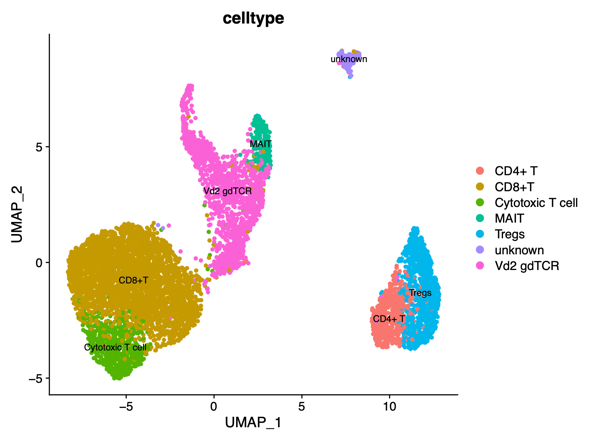 celltype
unknown
MAIT
Vd2 gdTCR
CD8+T
Cytotoxic T cell
Tregs
CD4+ T
UMAP_2
5
0
−5
−5
0
5
10
UMAP_1
CD4+ T
CD8+T
Cytotoxic T cell
MAIT
Tregs
unknown
Vd2 gdTCR